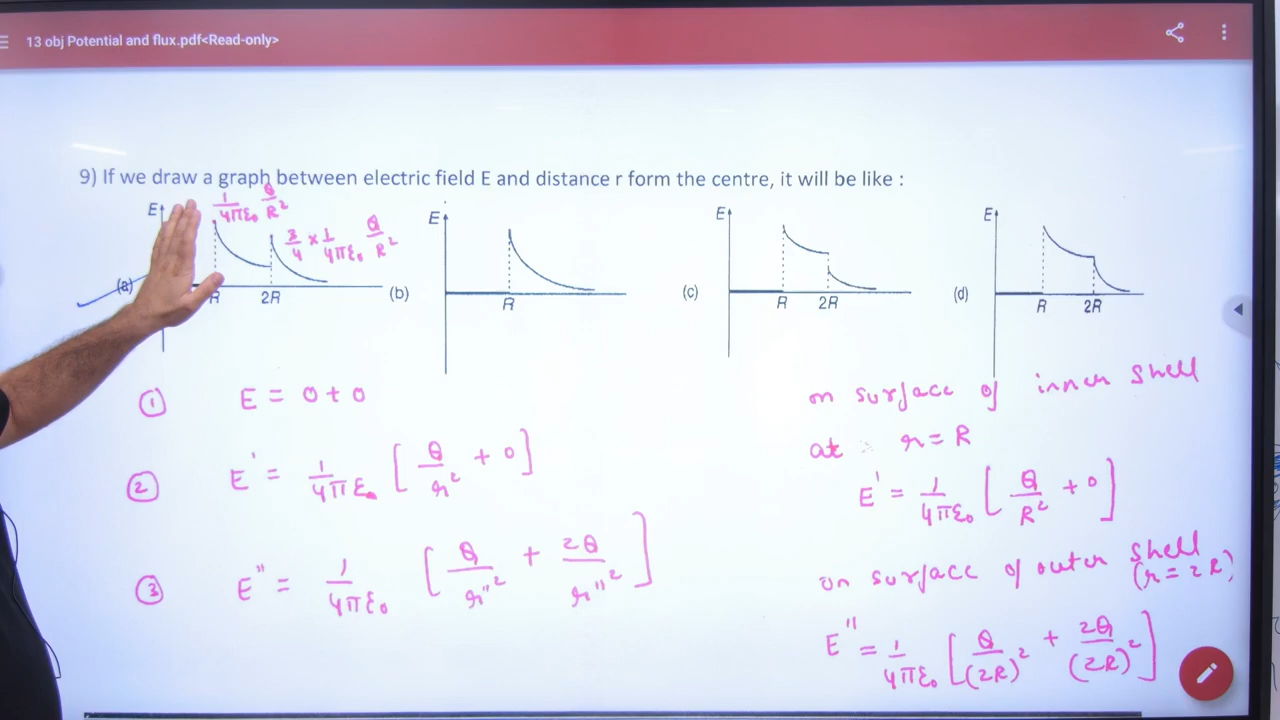 13 obj Potential and flux.pdf<Read-only>
9) If we draw a graph between electric field E and distance r form the centre, it will be like :
E
1/4πε₀ Q/R²
3/4 × 1/4πε₀ Q/R²
(a)
R 2R
(b)
E
R
(c)
E
R 2R
(d)
E
R 2R
① E = 0 + 0
② E' = 1/4πε₀ [ Q/r² + 0 ]
③ E" = 1/4πε₀ [ Q/r"² + 2Q/r"² ]
on surface of inner shell
at r = R
E' = 1/4πε₀ [ Q/R² + 0 ]
on surface of outer shell
(r = 2R)
E" = 1/4πε₀ [ Q/(2R)² + 2Q/(2R)² ]